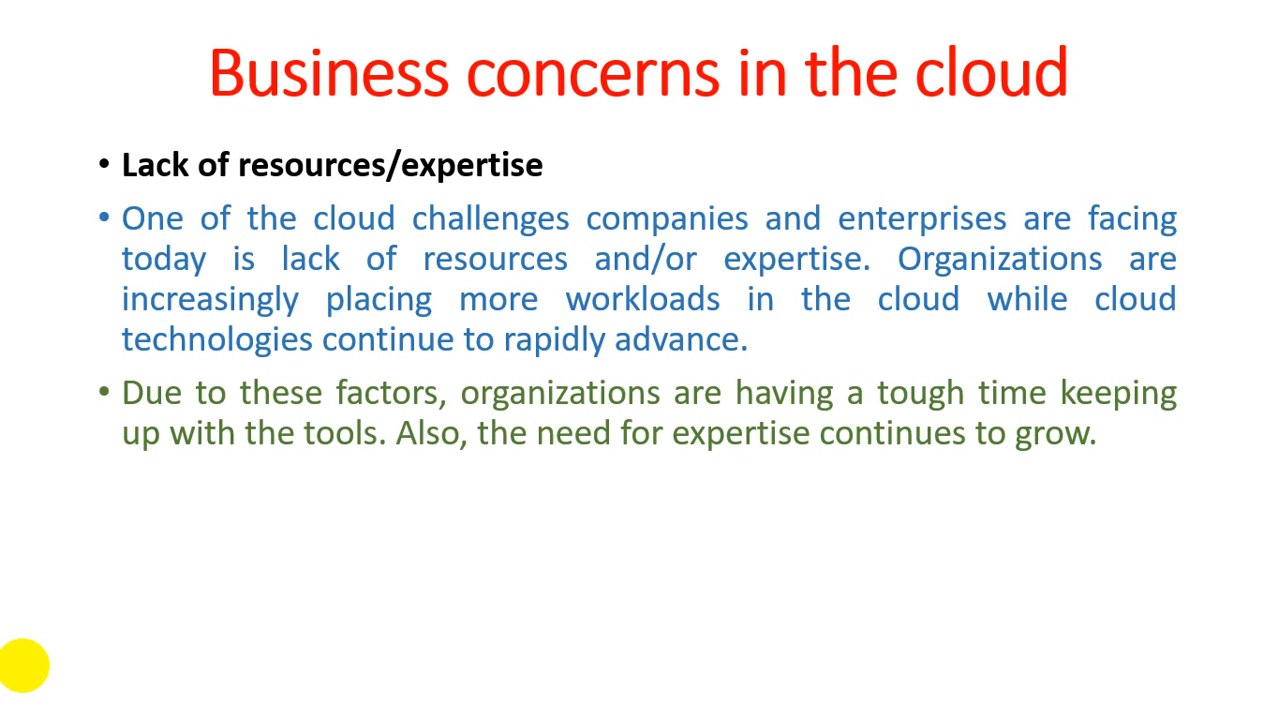 Business concerns in the cloud
• Lack of resources/expertise
• One of the cloud challenges companies and enterprises are facing
today is lack of resources and/or expertise. Organizations are
increasingly placing more workloads in the cloud while cloud
technologies continue to rapidly advance.
• Due to these factors, organizations are having a tough time keeping
up with the tools. Also, the need for expertise continues to grow.